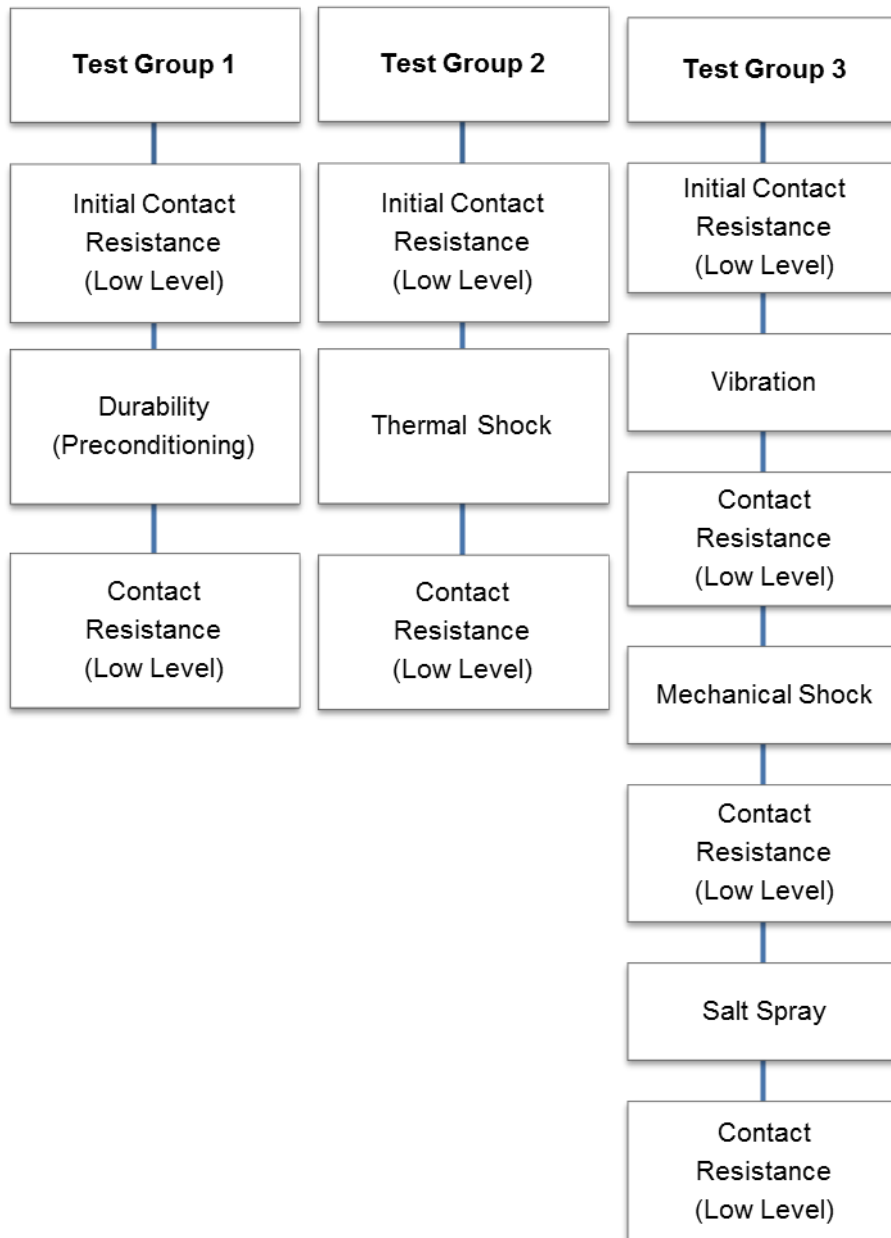 Test Group 1
Initial Contact
Resistance
(Low Level)
Durability
(Preconditioning)
Contact
Resistance
(Low Level)
Test Group 2
Initial Contact
Resistance
(Low Level)
Thermal Shock
Contact
Resistance
(Low Level)
Test Group 3
Initial Contact
Resistance
(Low Level)
Vibration
Contact
Resistance
(Low Level)
Mechanical Shock
Contact
Resistance
(Low Level)
Salt Spray
Contact
Resistance
(Low Level)